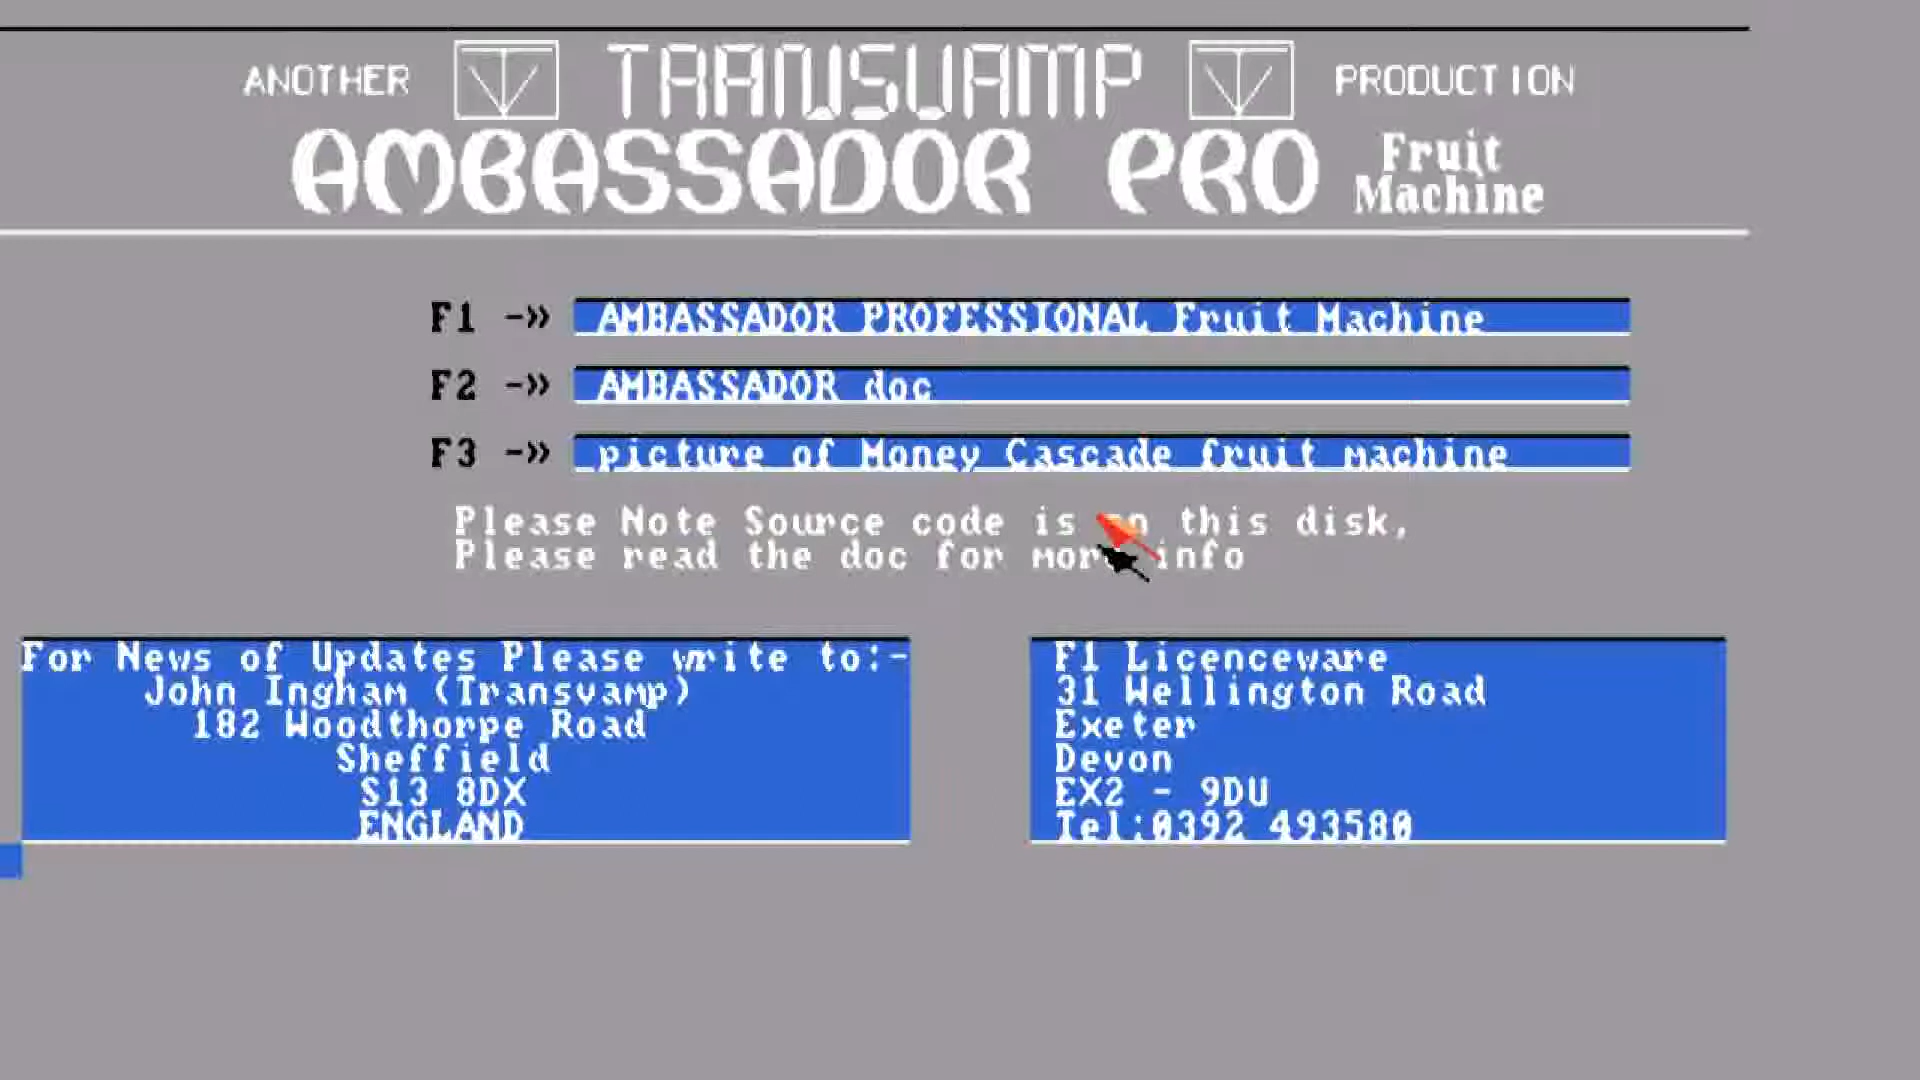 ANOTHER TRANSVAMP PRODUCTION
AMBASSADOR PRO Fruit Machine
F1 -» AMBASSADOR PROFESSIONAL Fruit Machine
F2 -» AMBASSADOR doc
F3 -» picture of Money Cascade fruit machine
Please Note Source code is on this disk,
Please read the doc for more info
For News of Updates Please write to:-
John Ingham (Transvamp)
182 Woodthorpe Road
Sheffield
S13 8DX
ENGLAND
F1 Licenceware
31 Wellington Road
Exeter
Devon
EX2 - 9DU
Tel:0392 493580